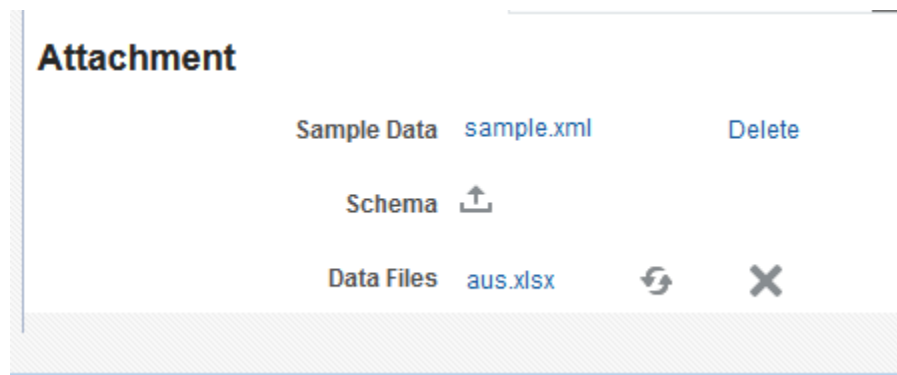 Attachment
Sample Data sample.xml Delete
Schema
Data Files aus.xlsx